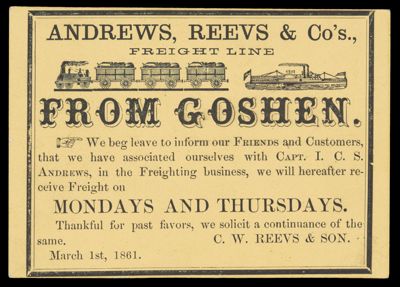 ANDREWS, REEVS & Co's.,
FREIGHT LINE
FROM GOSHEN.
☞ We beg leave to inform our FRIENDS and Customers,
that we have associated ourselves with CAPT. I. C. S.
ANDREWS, in the Freighting business, we will hereafter re-
ceive Freight on
MONDAYS AND THURSDAYS.
Thankful for past favors, we solicit a continuance of the
same. C. W. REEVS & SON.
March 1st, 1861.